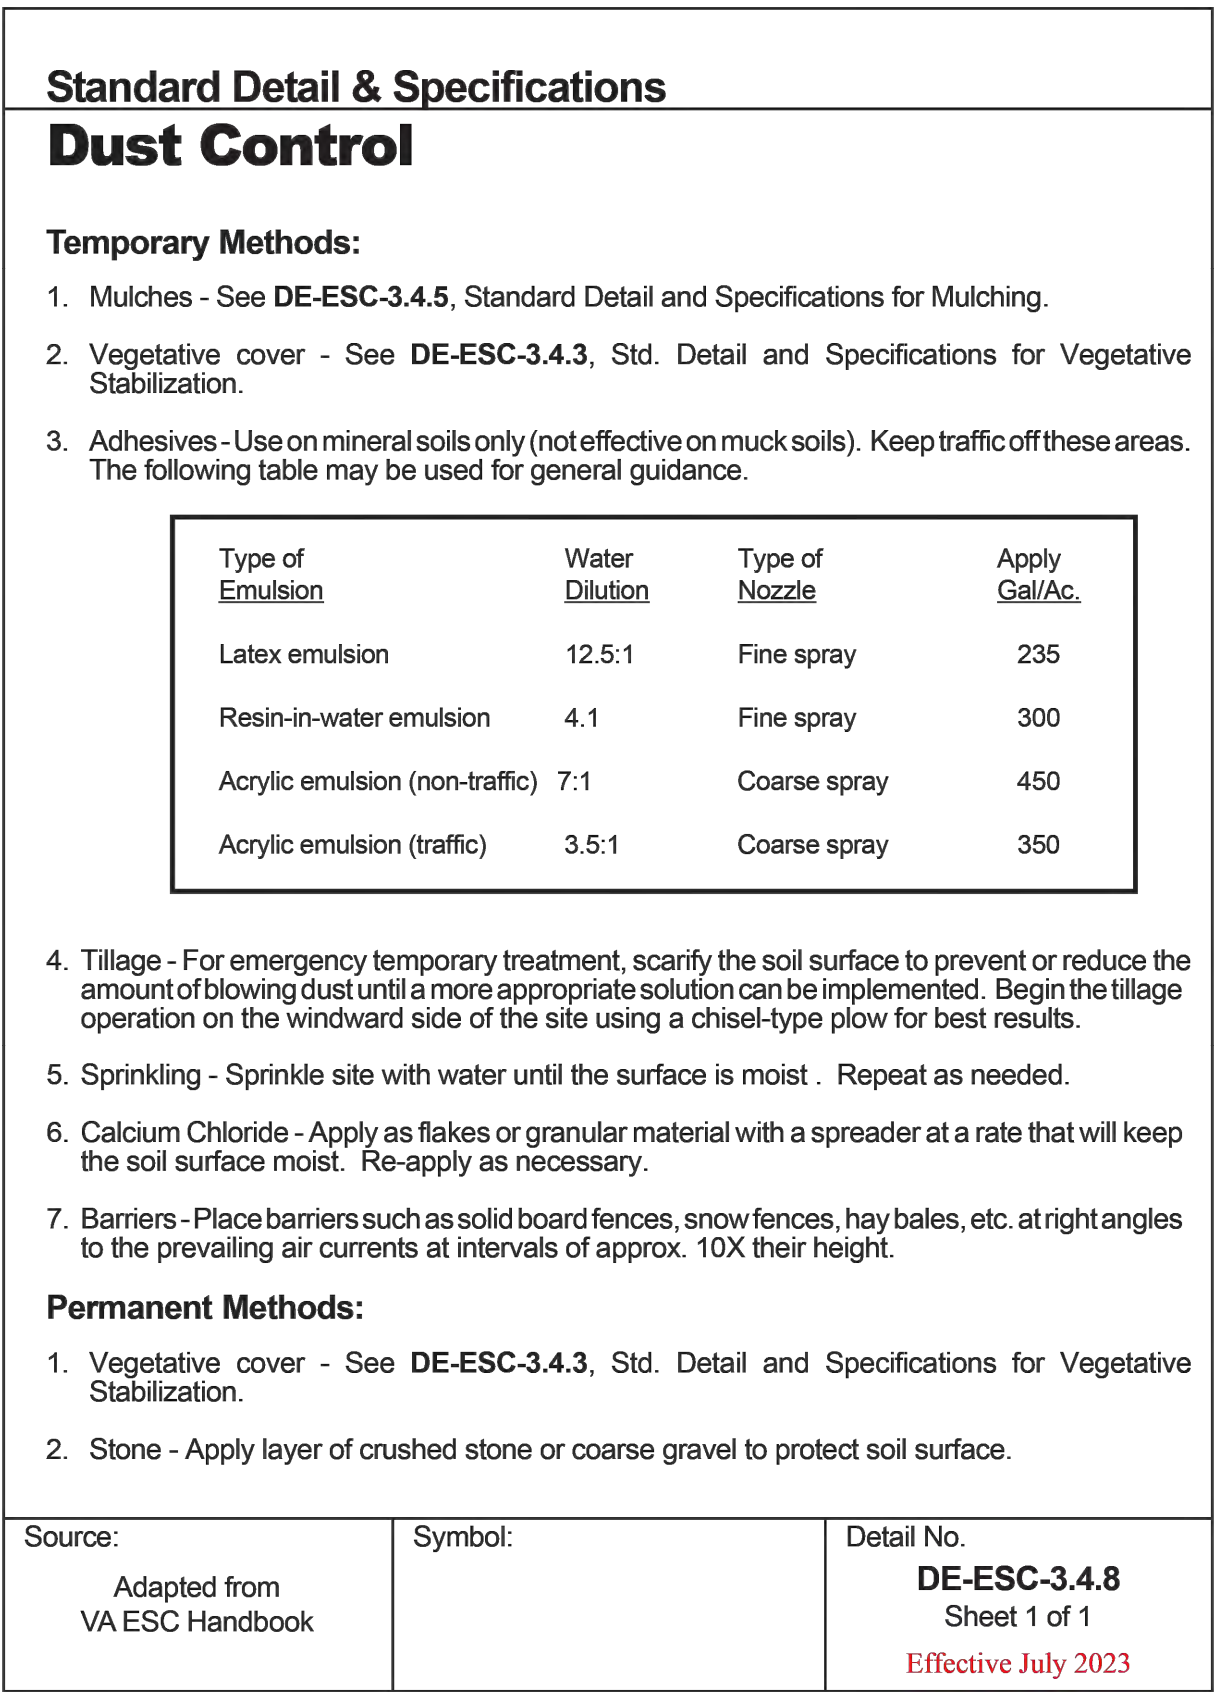 Standard Detail & Specifications
Dust Control
Temporary Methods:
1. Mulches - See DE-ESC-3.4.5, Standard Detail and Specifications for Mulching.
2. Vegetative cover - See DE-ESC-3.4.3, Std. Detail and Specifications for Vegetative
Stabilization.
3. Adhesives - Use on mineral soils only (not effective on muck soils). Keep traffic off these areas.
The following table may be used for general guidance.
Type of Water Type of Apply
Emulsion Dilution Nozzle Gal/Ac.
Latex emulsion 12.5:1 Fine spray 235
Resin-in-water emulsion 4.1 Fine spray 300
Acrylic emulsion (non-traffic) 7:1 Coarse spray 450
Acrylic emulsion (traffic) 3.5:1 Coarse spray 350
4. Tillage - For emergency temporary treatment, scarify the soil surface to prevent or reduce the
amount of blowing dust until a more appropriate solution can be implemented. Begin the tillage
operation on the windward side of the site using a chisel-type plow for best results.
5. Sprinkling - Sprinkle site with water until the surface is moist . Repeat as needed.
6. Calcium Chloride - Apply as flakes or granular material with a spreader at a rate that will keep
the soil surface moist. Re-apply as necessary.
7. Barriers - Place barriers such as solid board fences, snow fences, hay bales, etc. at right angles
to the prevailing air currents at intervals of approx. 10X their height.
Permanent Methods:
1. Vegetative cover - See DE-ESC-3.4.3, Std. Detail and Specifications for Vegetative
Stabilization.
2. Stone - Apply layer of crushed stone or coarse gravel to protect soil surface.
Source:
Adapted from
VA ESC Handbook
Symbol:
Detail No.
DE-ESC-3.4.8
Sheet 1 of 1
Effective July 2023